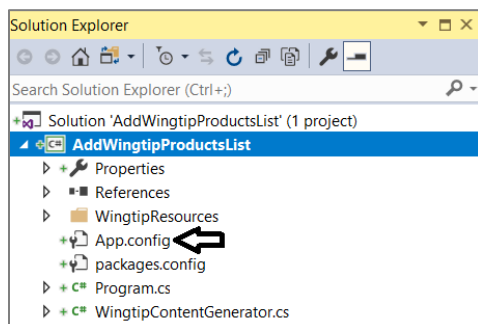 Solution Explorer
Search Solution Explorer (Ctrl+;)
Solution 'AddWingtipProductsList' (1 project)
C# AddWingtipProductsList
Properties
References
WingtipResources
App.config
packages.config
C# Program.cs
C# WingtipContentGenerator.cs